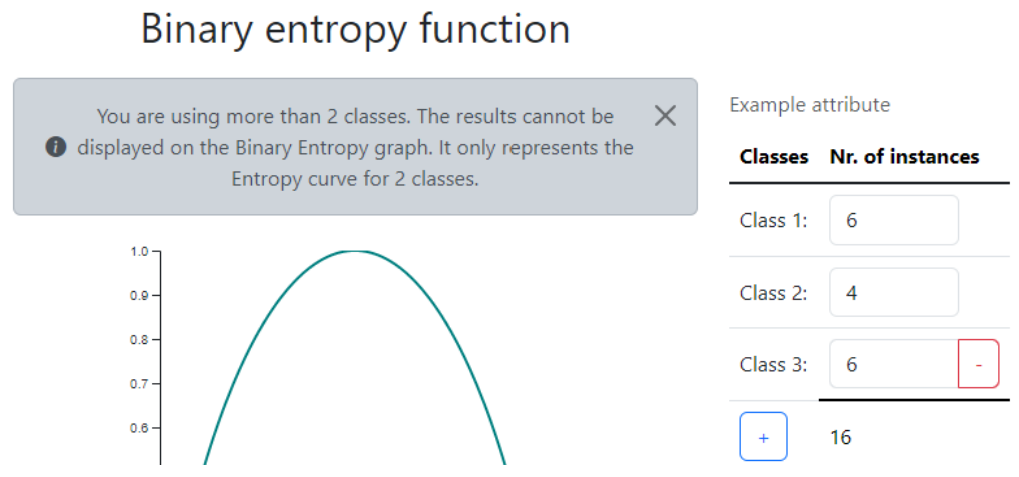 Binary entropy function
You are using more than 2 classes. The results cannot be
displayed on the Binary Entropy graph. It only represents the
Entropy curve for 2 classes.
1.0
0.9
0.8
0.7
0.6
Example attribute
Classes Nr. of instances
Class 1: 6
Class 2: 4
Class 3: 6 -
+ 16